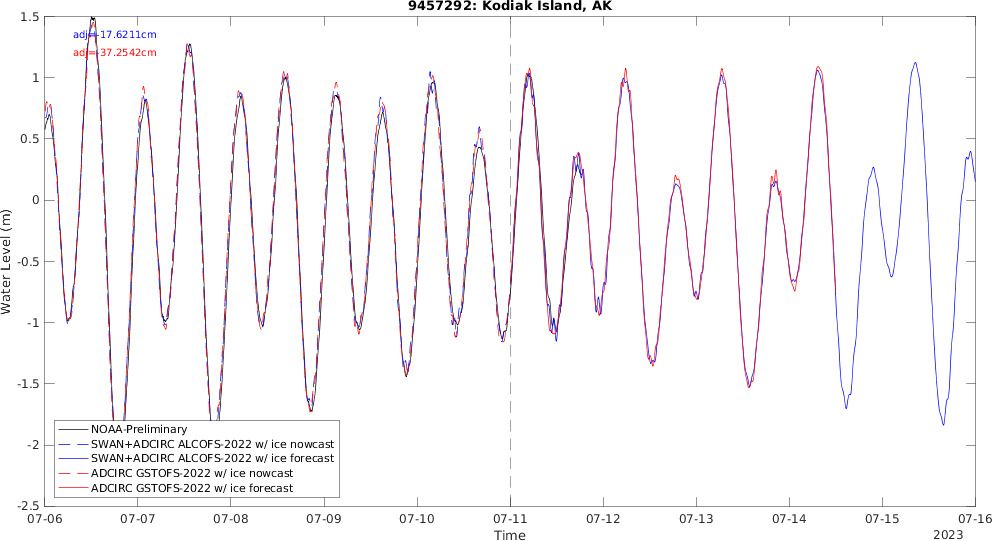 9457292: Kodiak Island, AK
adj=-17.6211cm
adj=-37.2542cm
Water Level (m)
1.5
1
0.5
0
-0.5
-1
-1.5
-2
-2.5
NOAA-Preliminary
SWAN+ADCIRC ALCOFS-2022 w/ ice nowcast
SWAN+ADCIRC ALCOFS-2022 w/ ice forecast
ADCIRC GSTOFS-2022 w/ ice nowcast
ADCIRC GSTOFS-2022 w/ ice forecast
07-06 07-07 07-08 07-09 07-10 07-11 07-12 07-13 07-14 07-15 07-16
Time
2023